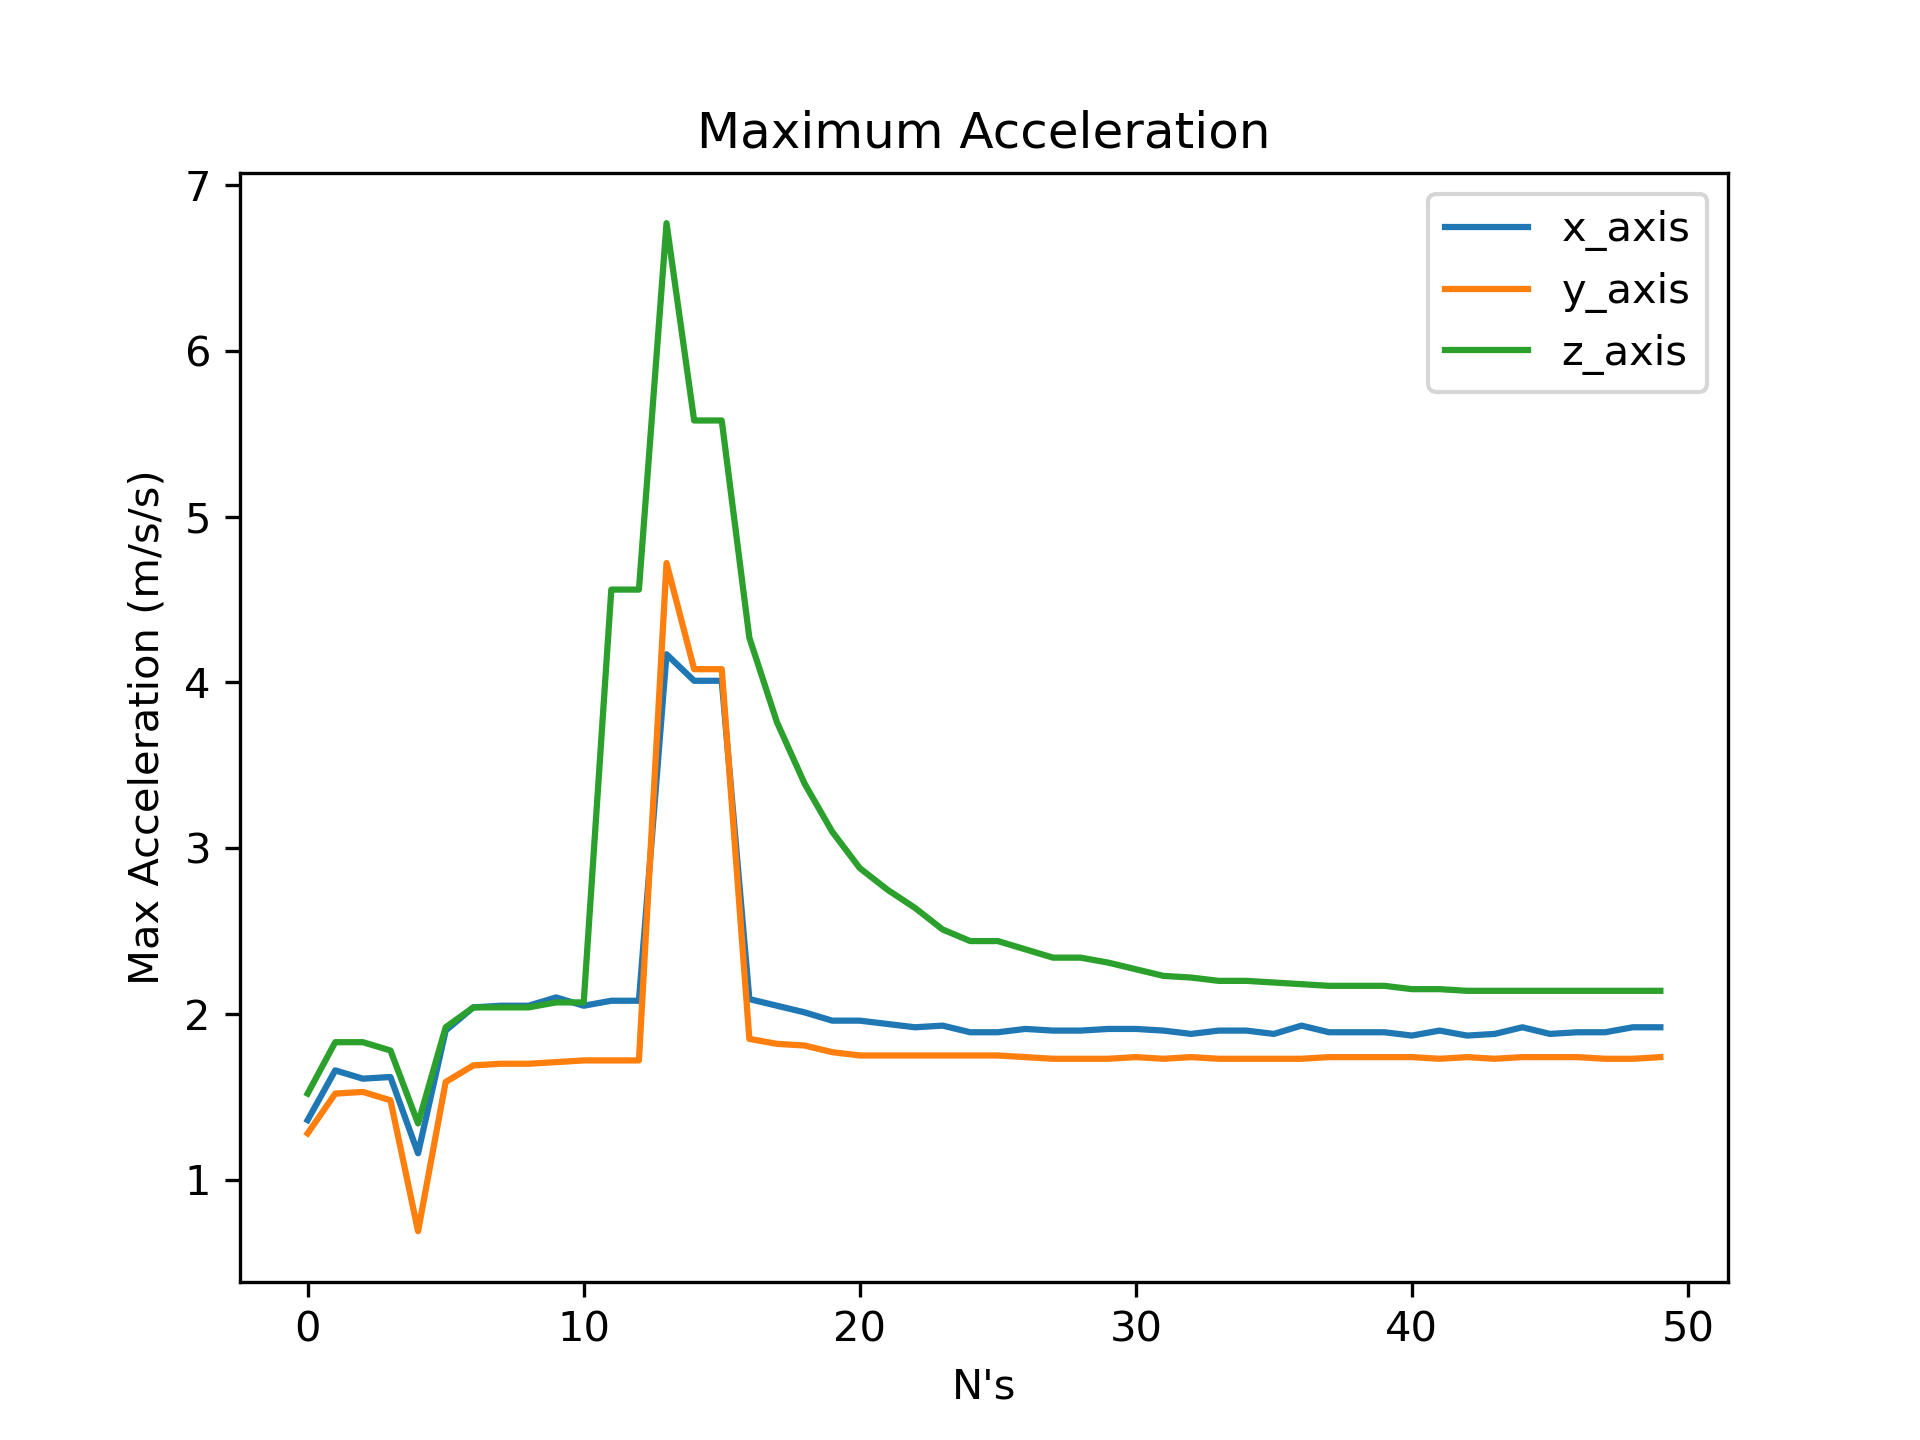 Maximum Acceleration
7
6
5
4
3
2
1
Max Acceleration (m/s/s)
x_axis
y_axis
z_axis
0 10 20 30 40 50
N's